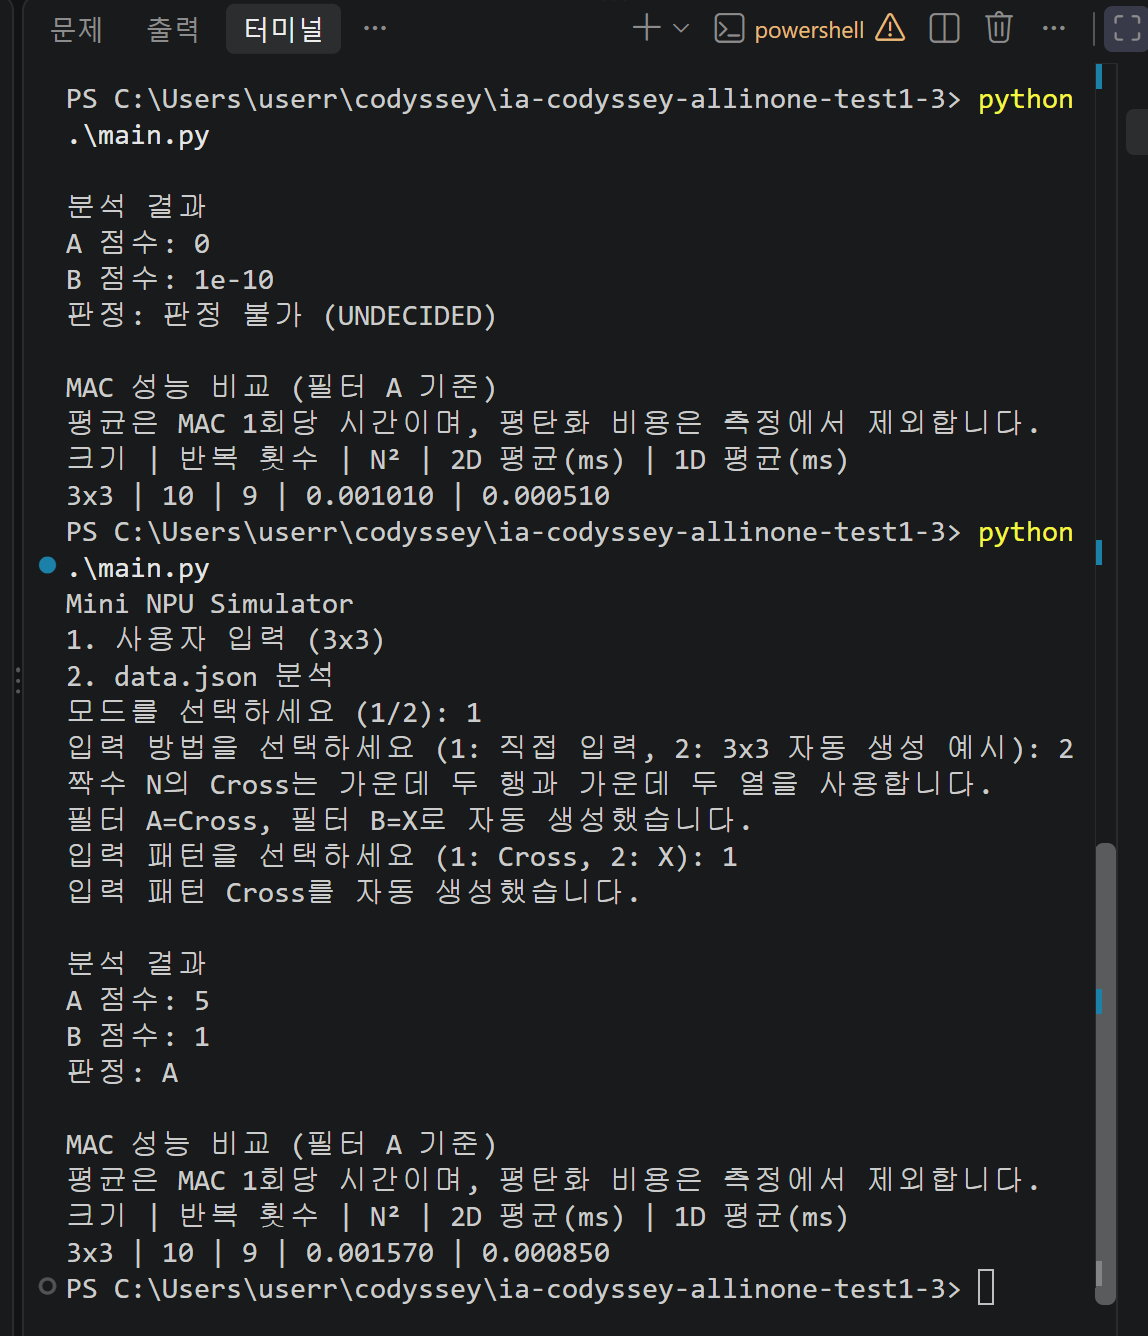 문제 출력 터미널 ... powershell
PS C:\Users\userr\codyssey\ia-codyssey-allinone-test1-3> python
.\main.py
분석 결과
A 점수: 0
B 점수: 1e-10
판정: 판정 불가 (UNDECIDED)
MAC 성능 비교 (필터 A 기준)
평균은 MAC 1회당 시간이며, 평탄화 비용은 측정에서 제외합니다.
크기 | 반복 횟수 | N² | 2D 평균(ms) | 1D 평균(ms)
3x3 | 10 | 9 | 0.001010 | 0.000510
PS C:\Users\userr\codyssey\ia-codyssey-allinone-test1-3> python
.\main.py
Mini NPU Simulator
1. 사용자 입력 (3x3)
2. data.json 분석
모드를 선택하세요 (1/2): 1
입력 방법을 선택하세요 (1: 직접 입력, 2: 3x3 자동 생성 예시): 2
짝수 N의 Cross는 가운데 두 행과 가운데 두 열을 사용합니다.
필터 A=Cross, 필터 B=X로 자동 생성했습니다.
입력 패턴을 선택하세요 (1: Cross, 2: X): 1
입력 패턴 Cross를 자동 생성했습니다.
분석 결과
A 점수: 5
B 점수: 1
판정: A
MAC 성능 비교 (필터 A 기준)
평균은 MAC 1회당 시간이며, 평탄화 비용은 측정에서 제외합니다.
크기 | 반복 횟수 | N² | 2D 평균(ms) | 1D 평균(ms)
3x3 | 10 | 9 | 0.001570 | 0.000850
PS C:\Users\userr\codyssey\ia-codyssey-allinone-test1-3>